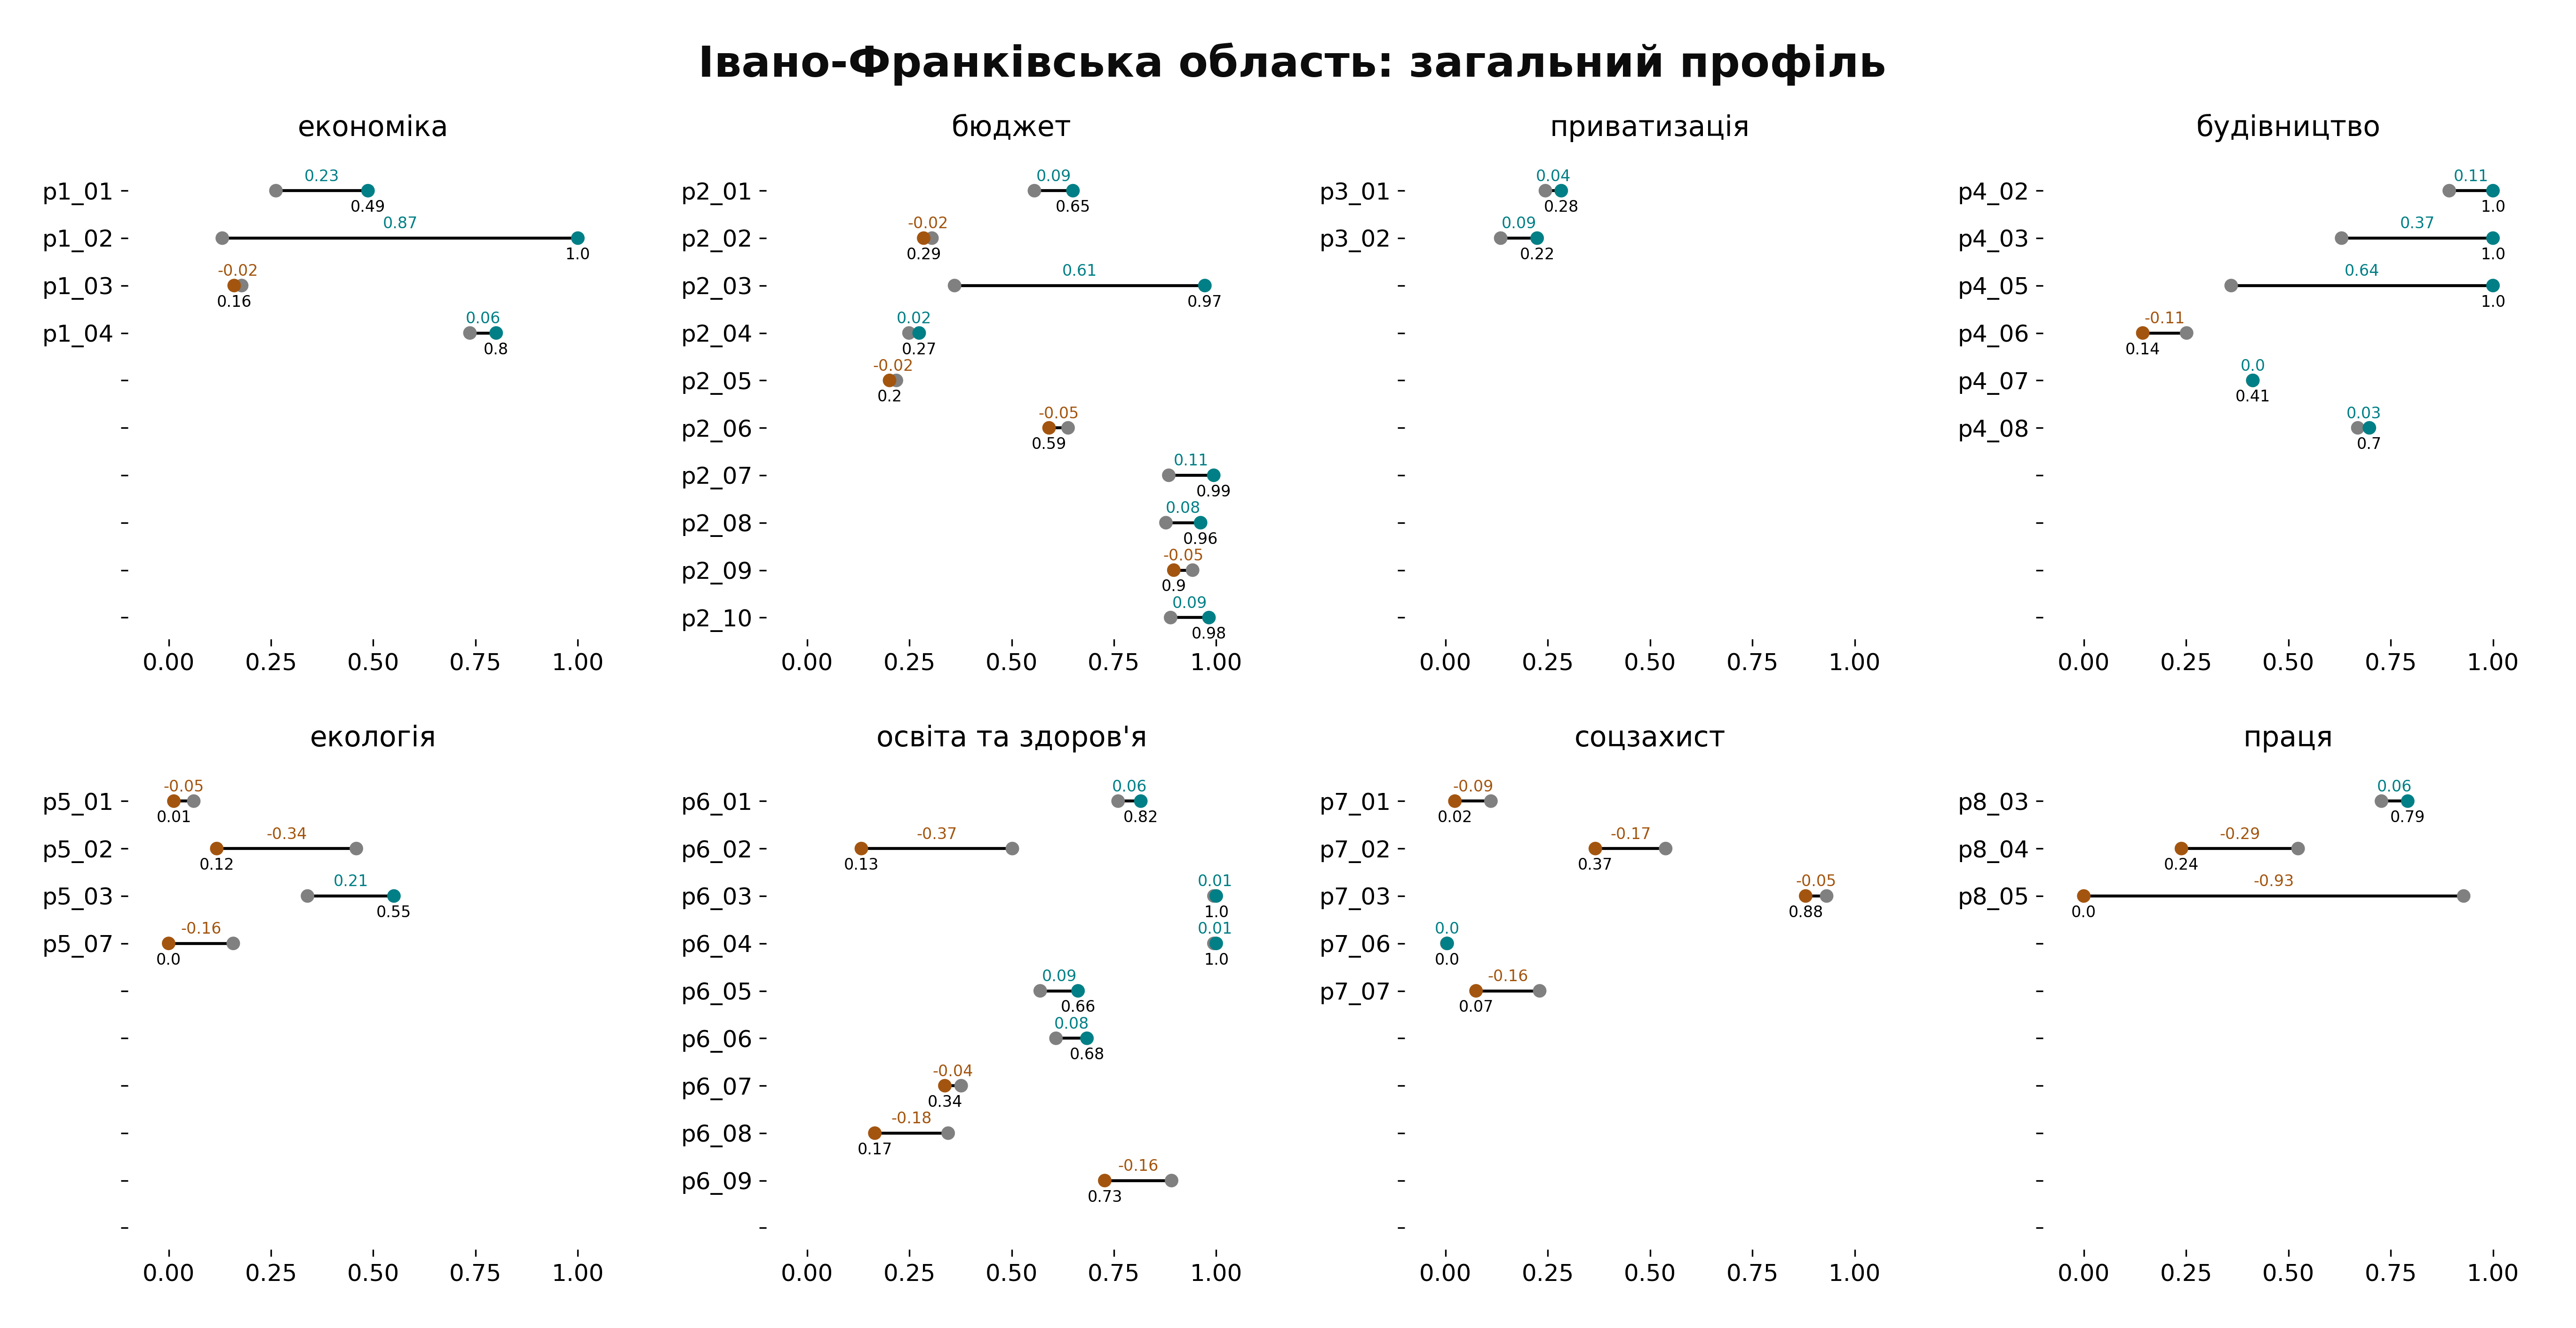 Івано-Франківська область: загальний профіль
економіка
p1_01
0.23
0.49
p1_02
0.87
1.0
p1_03
-0.02
0.16
p1_04
0.06
0.8
0.00 0.25 0.50 0.75 1.00
бюджет
p2_01
0.09
0.65
p2_02
-0.02
0.29
p2_03
0.61
0.97
p2_04
0.02
0.27
p2_05
-0.02
0.2
p2_06
-0.05
0.59
p2_07
0.11
0.99
p2_08
0.08
0.96
p2_09
-0.05
0.9
p2_10
0.09
0.98
0.00 0.25 0.50 0.75 1.00
приватизація
p3_01
0.04
0.28
p3_02
0.09
0.22
0.00 0.25 0.50 0.75 1.00
будівництво
p4_02
0.11
1.0
p4_03
0.37
1.0
p4_05
0.64
1.0
p4_06
-0.11
0.14
p4_07
0.0
0.41
p4_08
0.03
0.7
0.00 0.25 0.50 0.75 1.00
екологія
p5_01
-0.05
0.01
p5_02
-0.34
0.12
p5_03
0.21
0.55
p5_07
-0.16
0.0
0.00 0.25 0.50 0.75 1.00
освіта та здоров'я
p6_01
0.06
0.82
p6_02
-0.37
0.13
p6_03
0.01
1.0
p6_04
0.01
1.0
p6_05
0.09
0.66
p6_06
0.08
0.68
p6_07
-0.04
0.34
p6_08
-0.18
0.17
p6_09
-0.16
0.73
0.00 0.25 0.50 0.75 1.00
соцзахист
p7_01
-0.09
0.02
p7_02
-0.17
0.37
p7_03
-0.05
0.88
p7_06
0.0
0.0
p7_07
-0.16
0.07
0.00 0.25 0.50 0.75 1.00
праця
p8_03
0.06
0.79
p8_04
-0.29
0.24
p8_05
-0.93
0.0
0.00 0.25 0.50 0.75 1.00